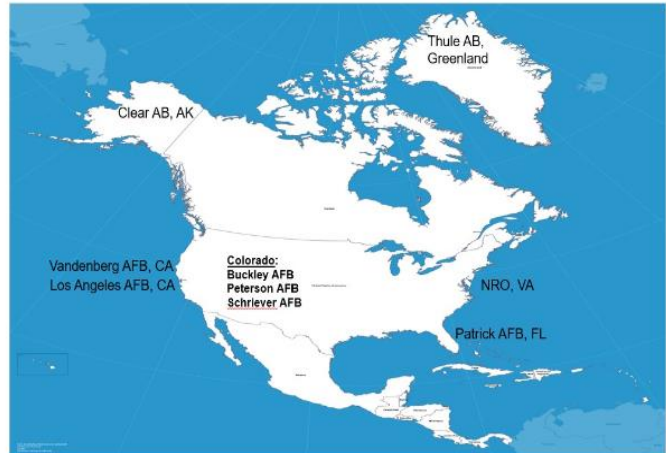 Thule AB,
Greenland
Clear AB, AK
Vandenberg AFB, CA
Los Angeles AFB, CA
Colorado:
Buckley AFB
Peterson AFB
Schriever AFB
NRO, VA
Patrick AFB, FL